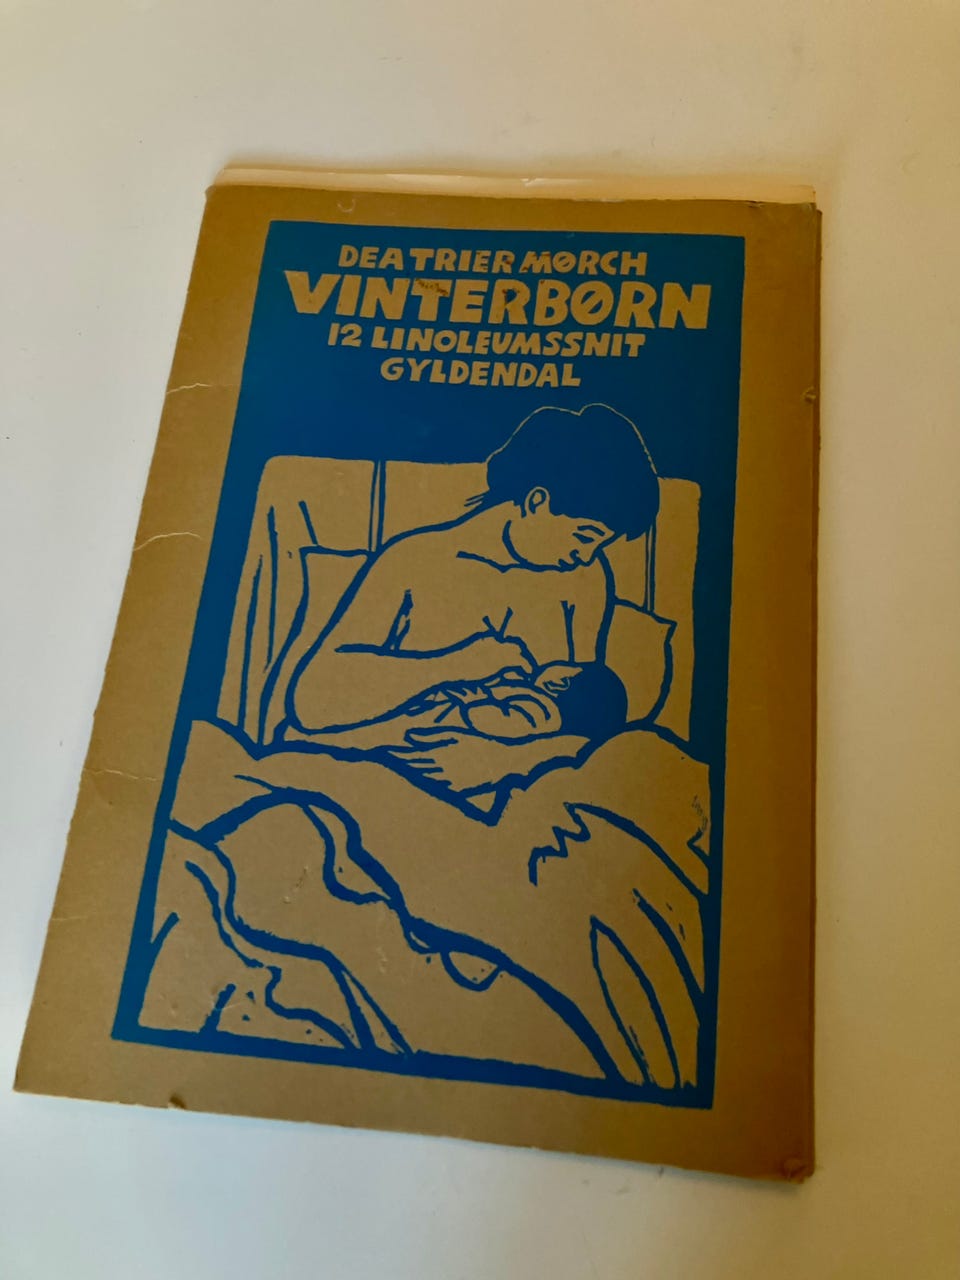 DEA TRIER MØRCH
VINTERBØRN
12 LINOLEUMSSNIT
GYLDENDAL